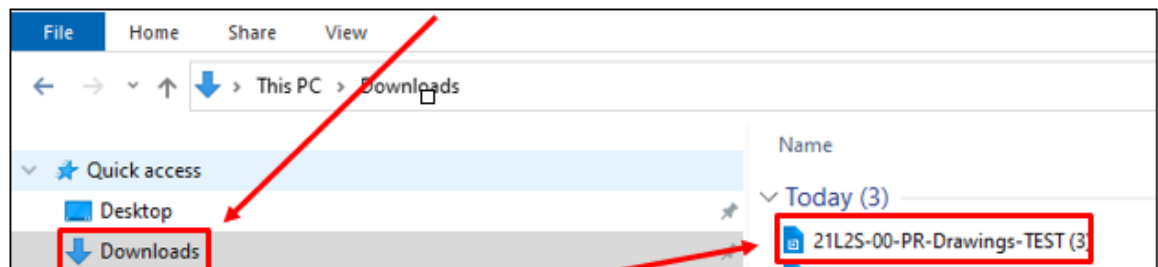 File Home Share View
This PC > Downloads
Name
Quick access
Today (3)
Desktop
21L2S-00-PR-Drawings-TEST (3)
Downloads